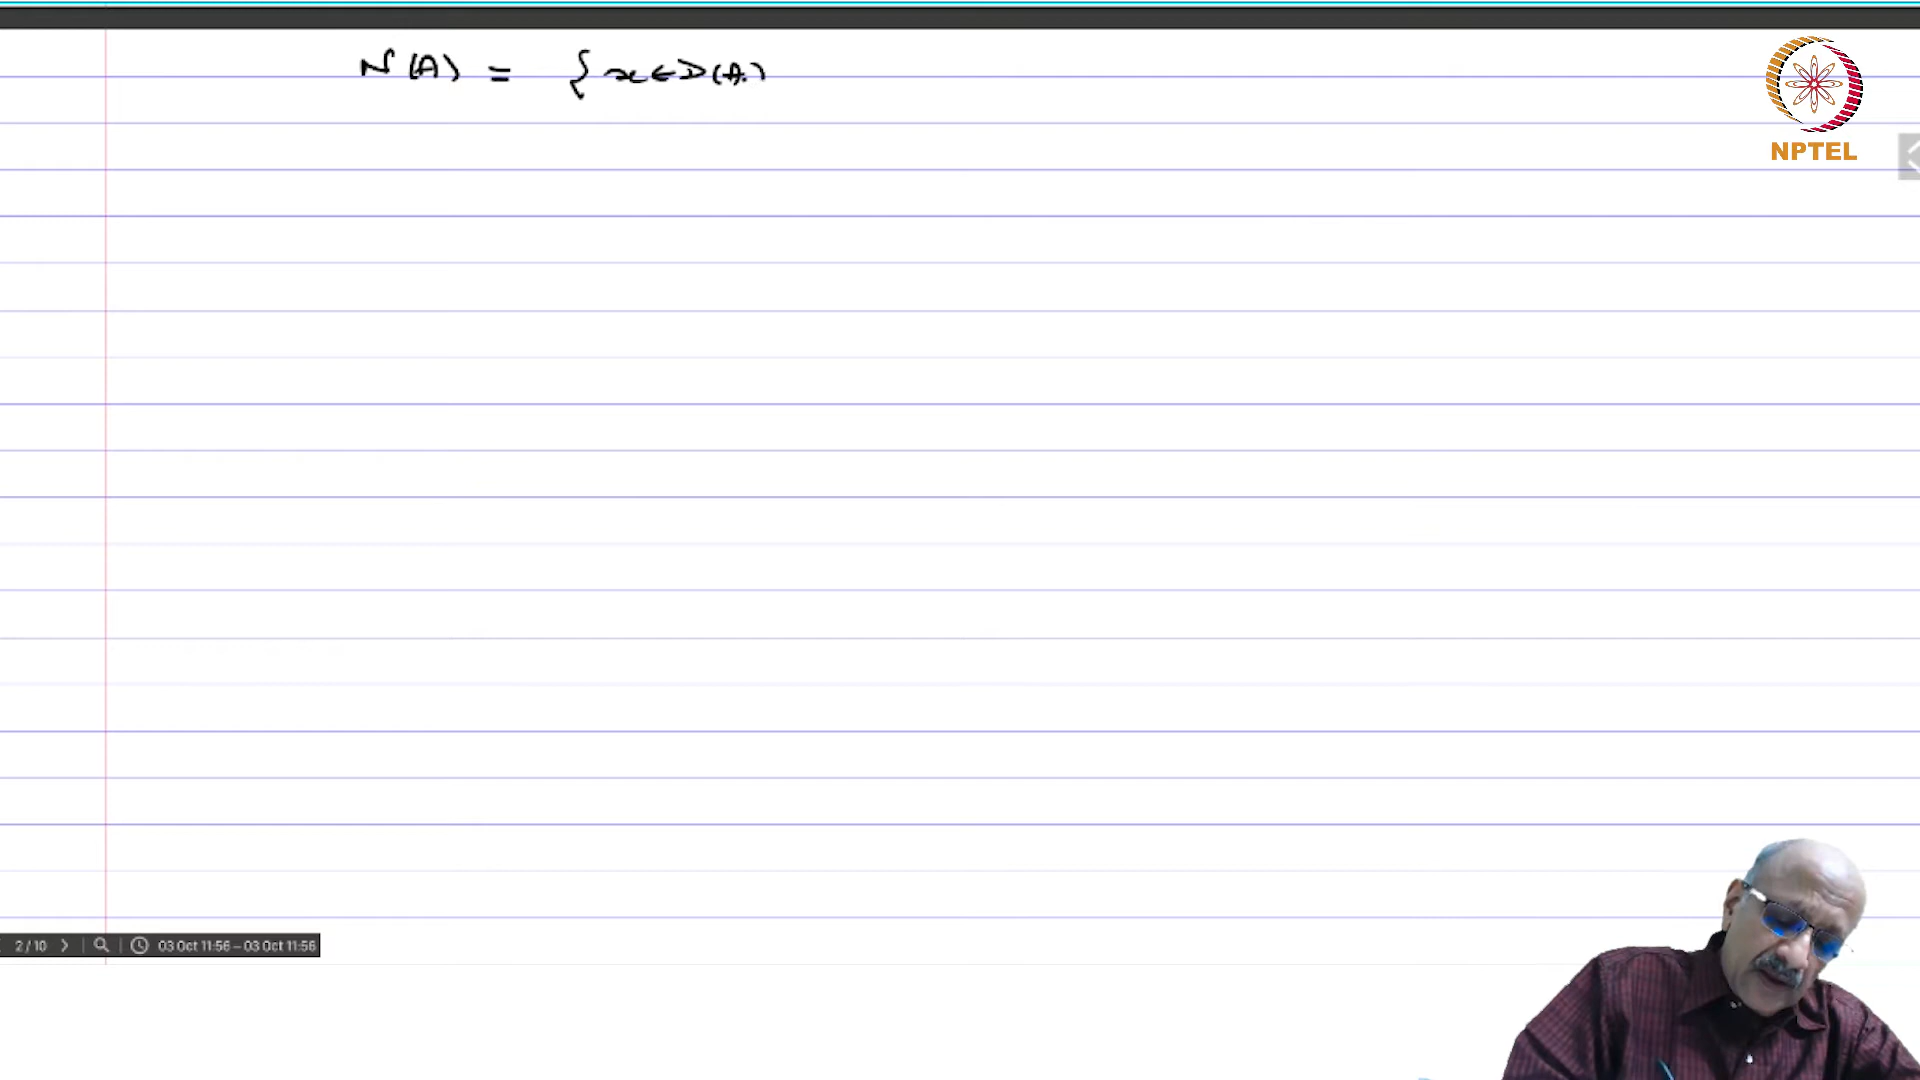 N(A) = { x∈D(A)
NPTEL
2 / 10
03 Oct 11:56 – 03 Oct 11:56